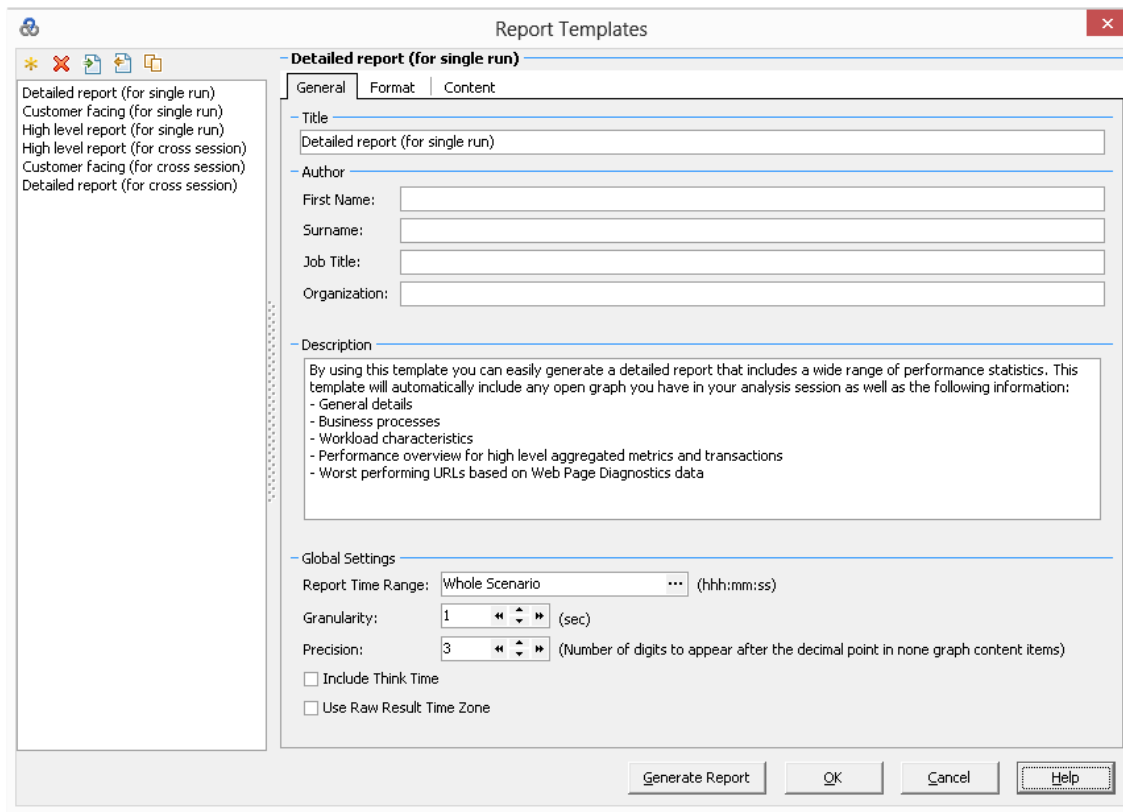 Report Templates
Detailed report (for single run)
Customer facing (for single run)
High level report (for single run)
High level report (for cross session)
Customer facing (for cross session)
Detailed report (for cross session)
Detailed report (for single run)
General Format Content
Title
Detailed report (for single run)
Author
First Name:
Surname:
Job Title:
Organization:
Description
By using this template you can easily generate a detailed report that includes a wide range of performance statistics. This
template will automatically include any open graph you have in your analysis session as well as the following information:
- General details
- Business processes
- Workload characteristics
- Performance overview for high level aggregated metrics and transactions
- Worst performing URLs based on Web Page Diagnostics data
Global Settings
Report Time Range: Whole Scenario ... (hhh:mm:ss)
Granularity: 1 (sec)
Precision: 3 (Number of digits to appear after the decimal point in none graph content items)
Include Think Time
Use Raw Result Time Zone
Generate Report OK Cancel Help